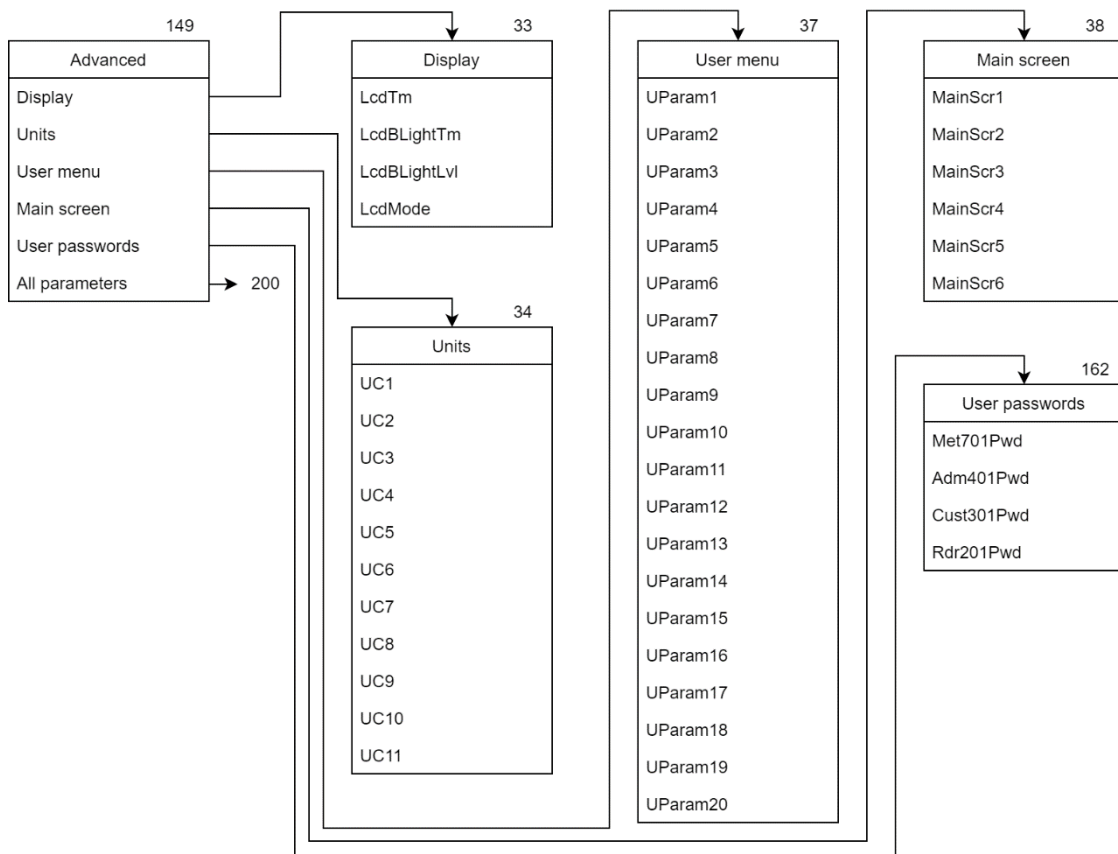 149
Advanced
Display
Units
User menu
Main screen
User passwords
All parameters
200
33
Display
LcdTm
LcdBLightTm
LcdBLightLvl
LcdMode
34
Units
UC1
UC2
UC3
UC4
UC5
UC6
UC7
UC8
UC9
UC10
UC11
37
User menu
UParam1
UParam2
UParam3
UParam4
UParam5
UParam6
UParam7
UParam8
UParam9
UParam10
UParam11
UParam12
UParam13
UParam14
UParam15
UParam16
UParam17
UParam18
UParam19
UParam20
38
Main screen
MainScr1
MainScr2
MainScr3
MainScr4
MainScr5
MainScr6
162
User passwords
Met701Pwd
Adm401Pwd
Cust301Pwd
Rdr201Pwd